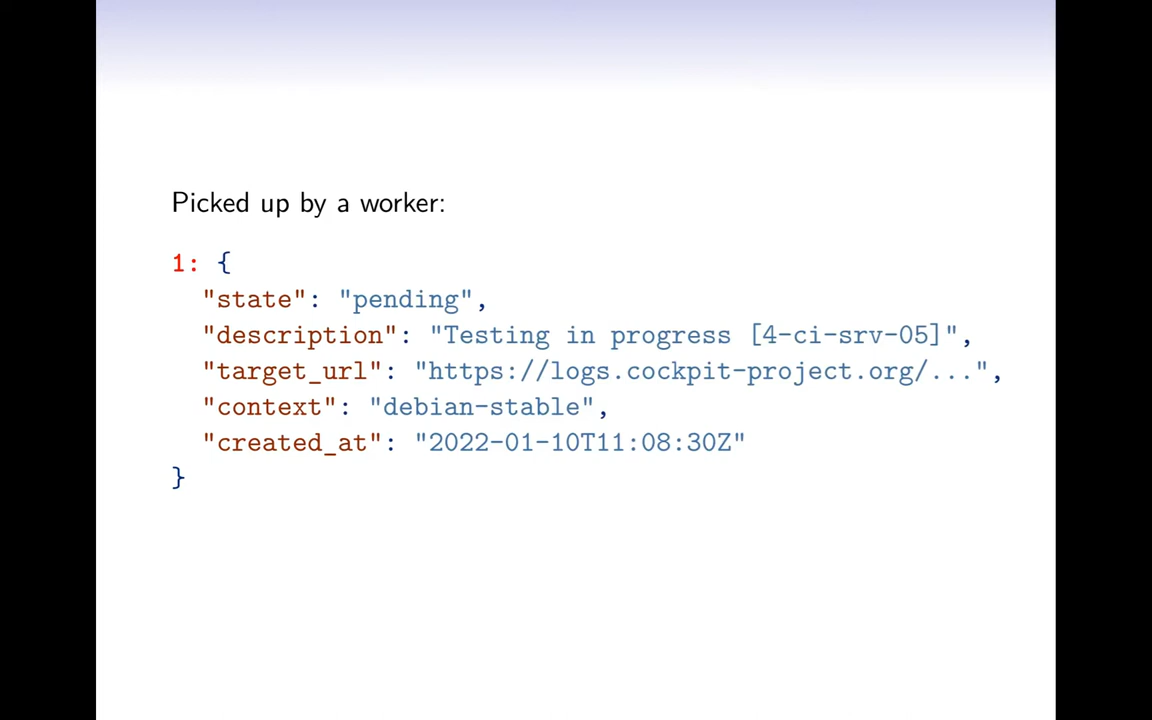 Picked up by a worker:
1: {
"state": "pending",
"description": "Testing in progress [4-ci-srv-05]",
"target_url": "https://logs.cockpit-project.org/...",
"context": "debian-stable",
"created_at": "2022-01-10T11:08:30Z"
}